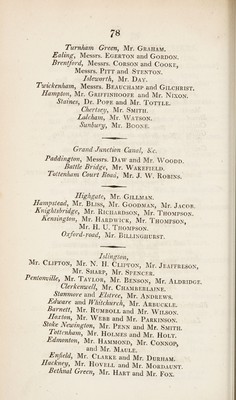 78
Turnham Green, Mr. GRAHAM.
Ealing, Messrs. EGERTON and GORDON.
Brentford, Messrs. CORSON and COOKE,
Messrs. PITT and STENTON.
Isleworth, Mr. DAY.
Twickenham, Messrs. BEAUCHAMP and GILCHRIST.
Hampton, Mr. GRIFFINHOOFE and Mr. NIXON.
Staines, Dr. POPE and Mr. TOTTLE.
Chertsey, Mr. SMITH.
Laleham, Mr. WATSON.
Sunbury, Mr. BOONE.
Grand Junction Canal, &c.
Paddington, Messrs. DAW and Mr. WOODD.
Battle Bridge, Mr. WAKEFIELD.
Tottenham Court Road, Mr. J. W. ROBINS.
Highgate, Mr. GILLMAN.
Hampstead, Mr. BLISS, Mr. GOODMAN, Mr. JACOB.
Knightsbridge, Mr. RICHARDSON, Mr. THOMPSON.
Kensington, Mr. HARDWICK, Mr. THOMPSON,
Mr. H. U. THOMPSON.
Oxford-road, Mr. BILLINGHURST.
Islington,
Mr. CLIFTON, Mr. N. H. CLIFTON, Mr. JEAFFRESON,
Mr. SHARP, Mr. SPENCER.
Pentonville, Mr. TAYLOR, Mr. BENSON, Mr. ALDRIDGE.
Clerkenwell, Mr. CHAMBERLAINE.
Stanmore and Elstree, Mr. ANDREWS.
Edware and Whitchurch, Mr. ARBUCKLE.
Barnett, Mr. RUMBOLL and Mr. WILSON.
Hoxton, Mr. WEBB and Mr. PARKINSON.
Stoke Newington, Mr. PENN and Mr. SMITH.
Tottenham, Mr. HOLMES and Mr. HOLT.
Edmonton, Mr. HAMMOND, Mr. CONNOP,
and Mr. MAULE.
Enfield, Mr. CLARKE and Mr. DURHAM.
Hackney, Mr. HOVELL and Mr. MORDAUNT.
Bethnal Green, Mr. HART and Mr. FOX.